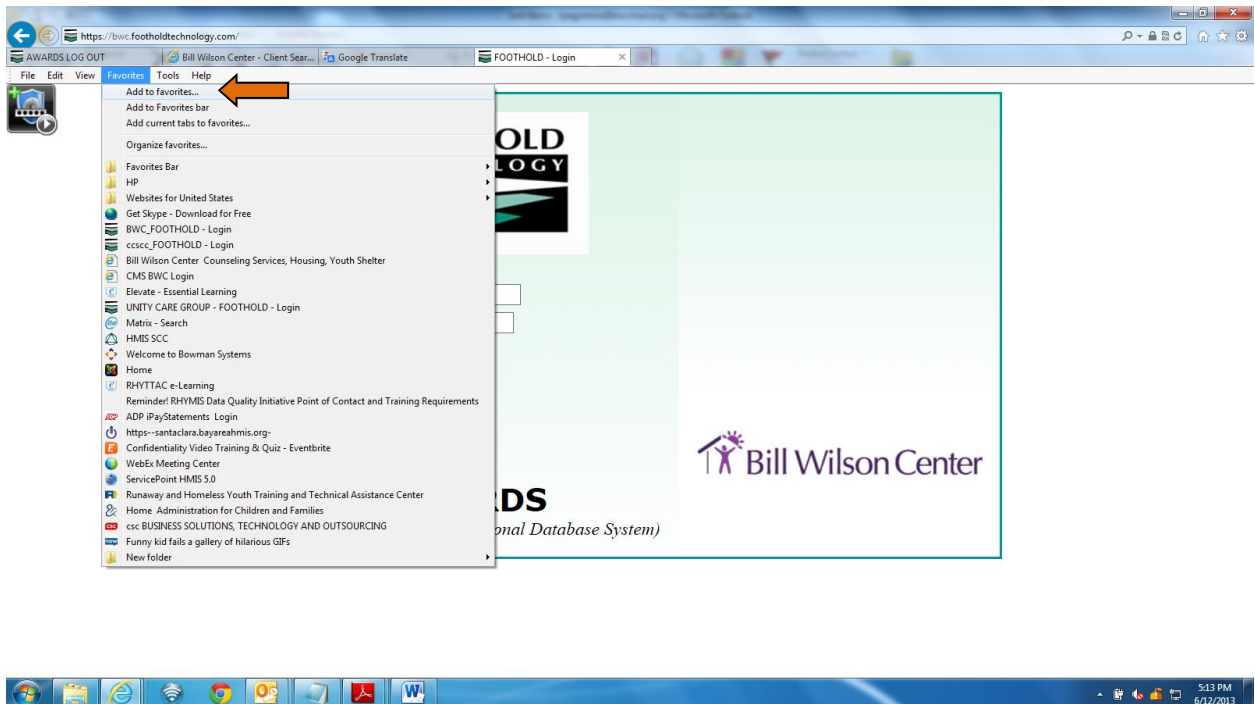 https://bwc.footholdtechnology.com/
AWARDS LOG OUT
Bill Wilson Center - Client Sear...
Google Translate
FOOTHOLD - Login
File Edit View Favorites Tools Help
Add to favorites...
Add to Favorites bar
Add current tabs to favorites...
Organize favorites...
Favorites Bar
HP
Websites for United States
Get Skype - Download for Free
BWC_FOOTHOLD - Login
ccscc_FOOTHOLD - Login
Bill Wilson Center Counseling Services, Housing, Youth Shelter
CMS BWC Login
Elevate - Essential Learning
UNITY CARE GROUP - FOOTHOLD - Login
Matrix - Search
HMIS SCC
Welcome to Bowman Systems
Home
RHYTTAC e-Learning
Reminder! RHYMIS Data Quality Initiative Point of Contact and Training Requirements
ADP iPayStatements Login
https--santaclara.bayareahmis.org-
Confidentiality Video Training & Quiz - Eventbrite
WebEx Meeting Center
ServicePoint HMIS 5.0
Runaway and Homeless Youth Training and Technical Assistance Center
Home Administration for Children and Families
csc BUSINESS SOLUTIONS, TECHNOLOGY AND OUTSOURCING
Funny kid fails a gallery of hilarious GIFs
New folder
OLD
LOGY
Bill Wilson Center
RDS
onal Database System)
5:13 PM
6/12/2013